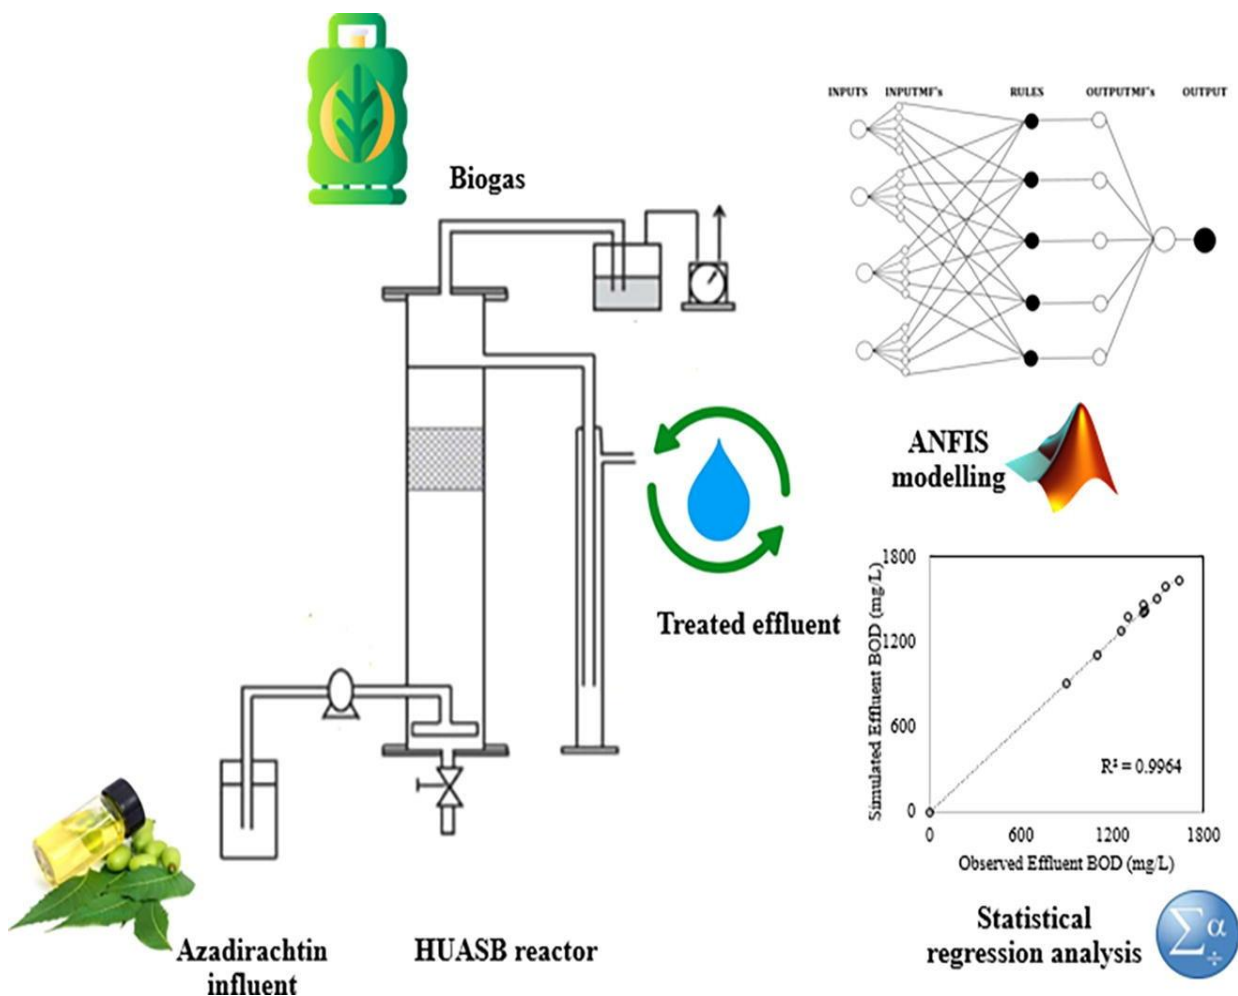 Biogas
INPUTS INPUTMF's RULES OUTPUTMF's OUTPUT
ANFIS
modelling
Treated effluent
Simulated Effluent BOD (mg/L)
1800
1200
600
0
R² = 0.9964
0 600 1200 1800
Observed Effluent BOD (mg/L)
Azadirachtin
influent
HUASB reactor
Statistical
regression analysis
Σ α ÷